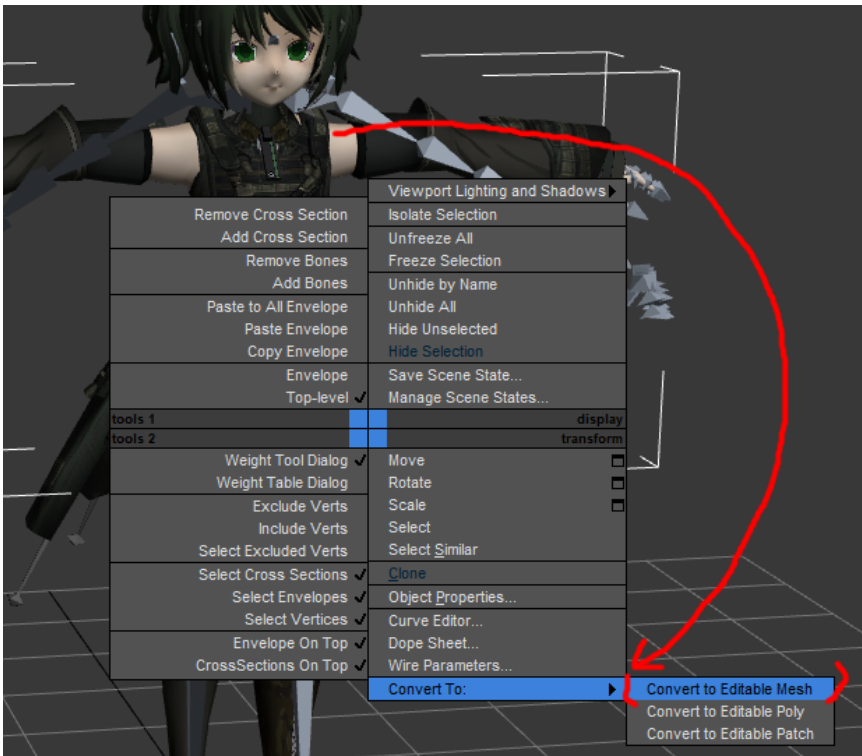 Remove Cross Section
Add Cross Section
Remove Bones
Add Bones
Paste to All Envelope
Paste Envelope
Copy Envelope
Envelope
Top-level
tools 1
tools 2
Weight Tool Dialog
Weight Table Dialog
Exclude Verts
Include Verts
Select Excluded Verts
Select Cross Sections
Select Envelopes
Select Vertices
Envelope On Top
CrossSections On Top
Viewport Lighting and Shadows
Isolate Selection
Unfreeze All
Freeze Selection
Unhide by Name
Unhide All
Hide Unselected
Hide Selection
Save Scene State...
Manage Scene States...
display
transform
Move
Rotate
Scale
Select
Select Similar
Clone
Object Properties...
Curve Editor...
Dope Sheet...
Wire Parameters...
Convert To:
Convert to Editable Mesh
Convert to Editable Poly
Convert to Editable Patch